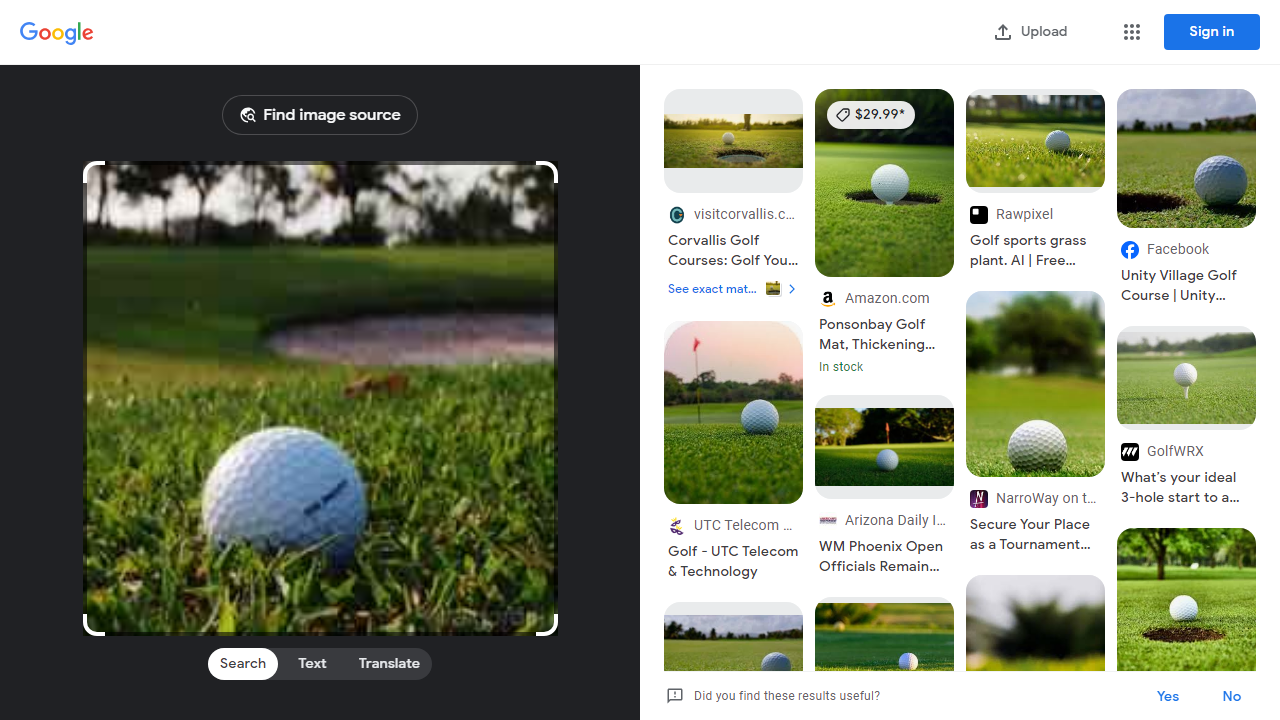 Google
Upload
Sign in
Find image source
Search
Text
Translate
visitcorvallis.c...
Corvallis Golf
Courses: Golf You...
See exact mat...
UTC Telecom ...
Golf - UTC Telecom
& Technology
$29.99*
Amazon.com
Ponsonbay Golf
Mat, Thickening...
In stock
Arizona Daily I...
WM Phoenix Open
Officials Remain...
Rawpixel
Golf sports grass
plant. AI | Free...
NarroWay on t...
Secure Your Place
as a Tournament...
Facebook
Unity Village Golf
Course | Unity...
GolfWRX
What's your ideal
3-hole start to a...
Did you find these results useful?
Yes
No